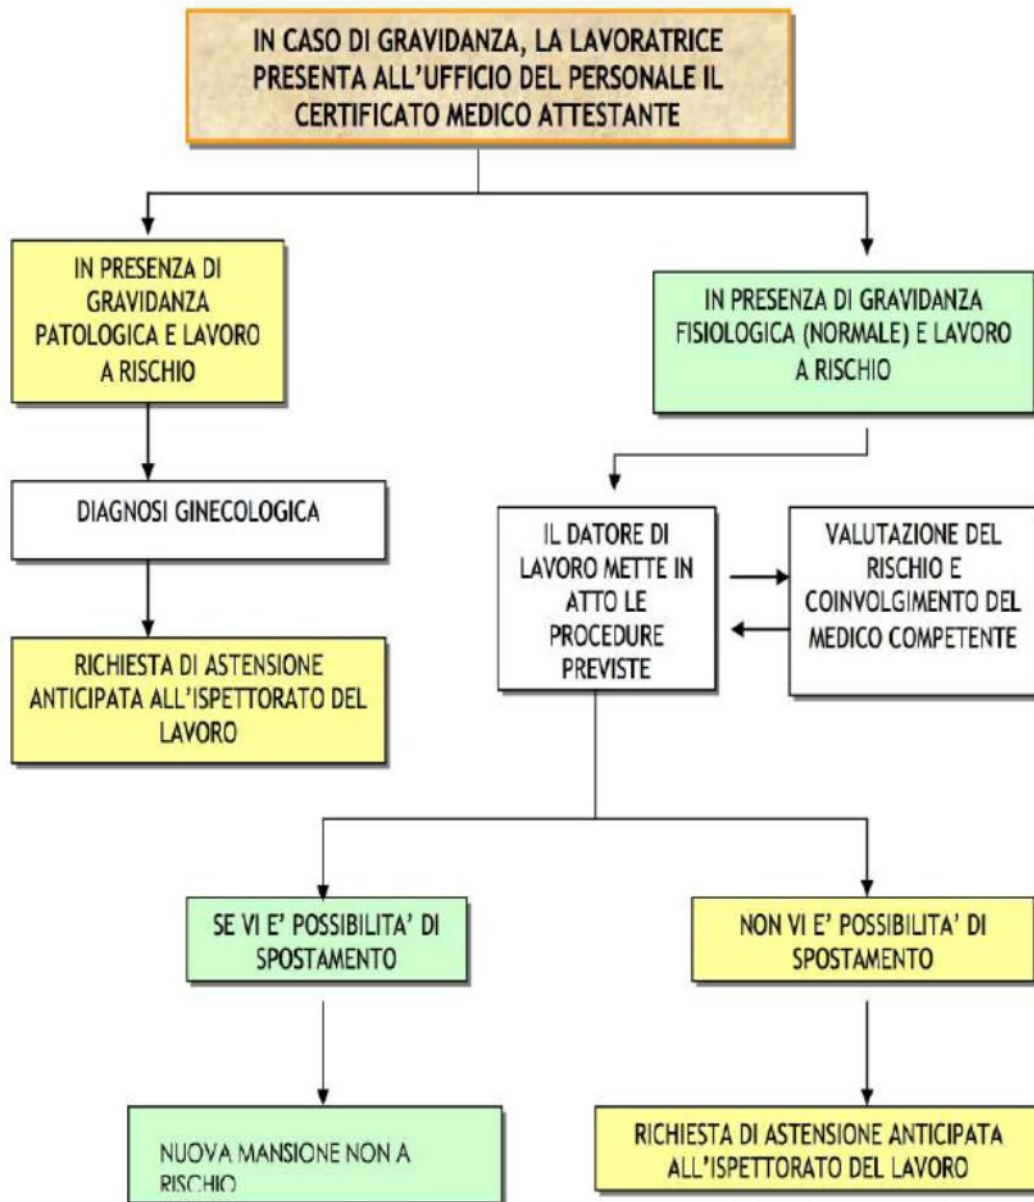 IN CASO DI GRAVIDANZA, LA LAVORATRICE
PRESENTA ALL'UFFICIO DEL PERSONALE IL
CERTIFICATO MEDICO ATTESTANTE
IN PRESENZA DI
GRAVIDANZA
PATOLOGICA E LAVORO
A RISCHIO
DIAGNOSI GINECOLOGICA
RICHIESTA DI ASTENSIONE
ANTICIPATA ALL'ISPETTORATO DEL
LAVORO
IN PRESENZA DI GRAVIDANZA
FISIOLOGICA (NORMALE) E LAVORO
A RISCHIO
IL DATORE DI
LAVORO METTE IN
ATTO LE
PROCEDURE
PREVISTE
VALUTAZIONE DEL
RISCHIO E
COINVOLGIMENTO DEL
MEDICO COMPETENTE
SE VI E' POSSIBILITA' DI
SPOSTAMENTO
NUOVA MANSIONE NON A
RISCHIO
NON VI E' POSSIBILITA' DI
SPOSTAMENTO
RICHIESTA DI ASTENSIONE ANTICIPATA
ALL'ISPETTORATO DEL LAVORO